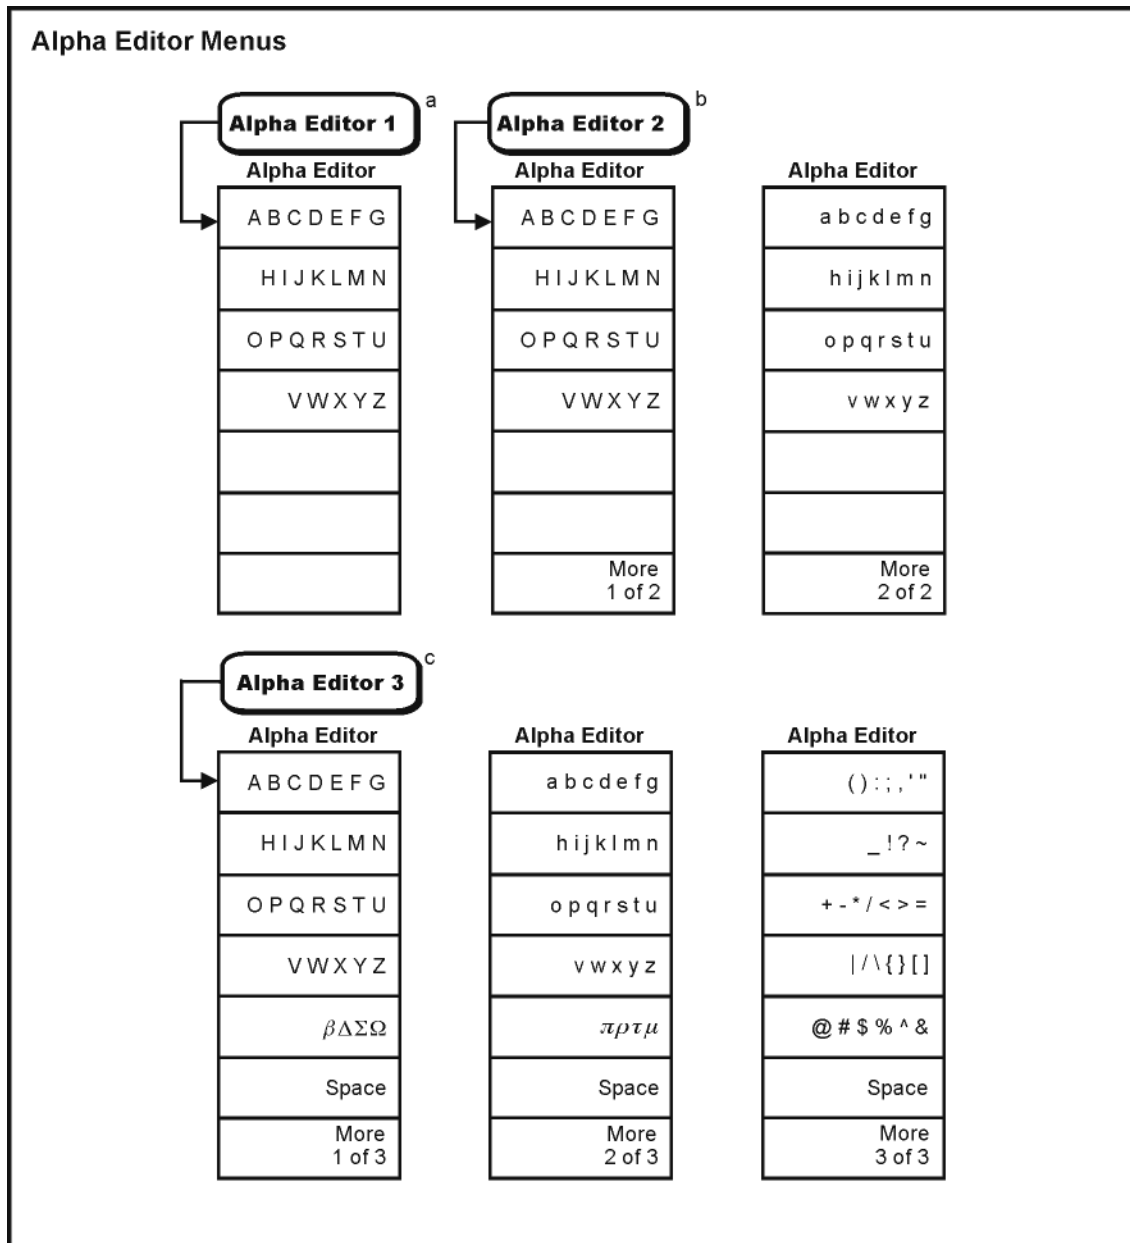 Alpha Editor Menus
Alpha Editor 1
a
Alpha Editor
A B C D E F G
H I J K L M N
O P Q R S T U
V W X Y Z
Alpha Editor 2
b
Alpha Editor
A B C D E F G
H I J K L M N
O P Q R S T U
V W X Y Z
More
1 of 2
Alpha Editor
a b c d e f g
h i j k l m n
o p q r s t u
v w x y z
More
2 of 2
Alpha Editor 3
c
Alpha Editor
A B C D E F G
H I J K L M N
O P Q R S T U
V W X Y Z
βΔΣΩ
Space
More
1 of 3
Alpha Editor
a b c d e f g
h i j k l m n
o p q r s t u
v w x y z
πρτμ
Space
More
2 of 3
Alpha Editor
( ) : ; , ' "
_ ! ? ~
+ - * / < > =
| / \ { } [ ]
@ # $ % ^ &
Space
More
3 of 3